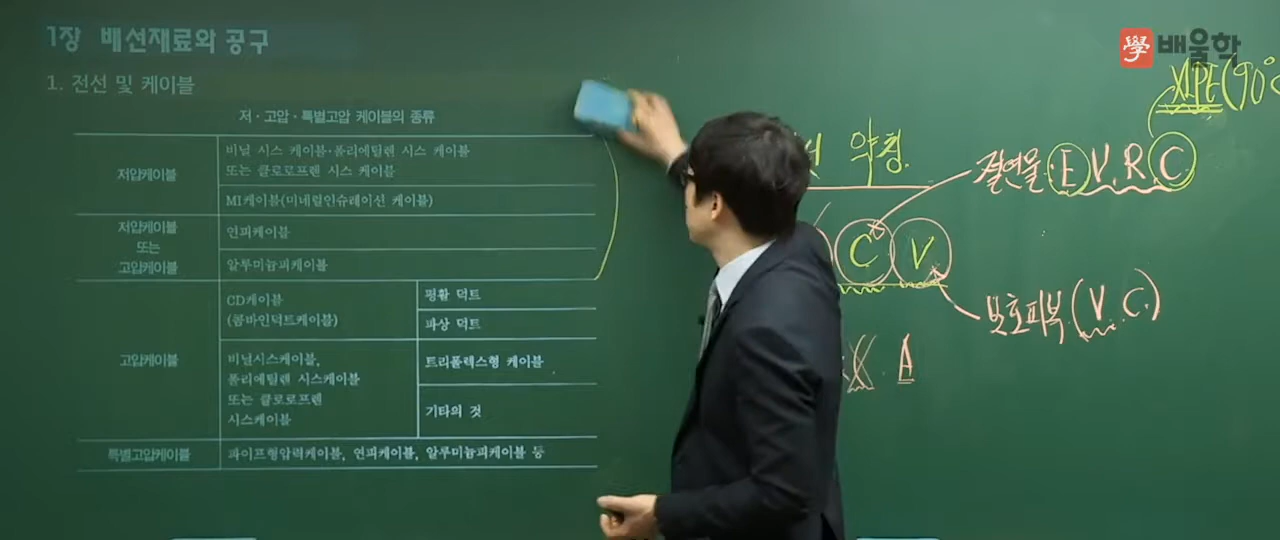 1장 배선재료와 공구
學 배울학
1. 전선 및 케이블
저·고압·특별고압 케이블의 종류
저압케이블
비닐 시스 케이블·폴리에틸렌 시스 케이블
또는 클로로프렌 시스 케이블
MI케이블(미네럴인슈레이션 케이블)
저압케이블
또는
고압케이블
연피케이블
알루미늄피케이블
고압케이블
CD케이블
(콤바인덕트케이블)
평활 덕트
파상 덕트
비닐시스케이블,
폴리에틸렌 시스케이블
또는 클로로프렌
시스케이블
트리플렉스형 케이블
기타의 것
특별고압케이블
파이프형압력케이블, 연피케이블, 알루미늄피케이블 등
약칭.
XLPE(90°
절연물. E V. R. C.
C V
보호피복. (V. C.)
A